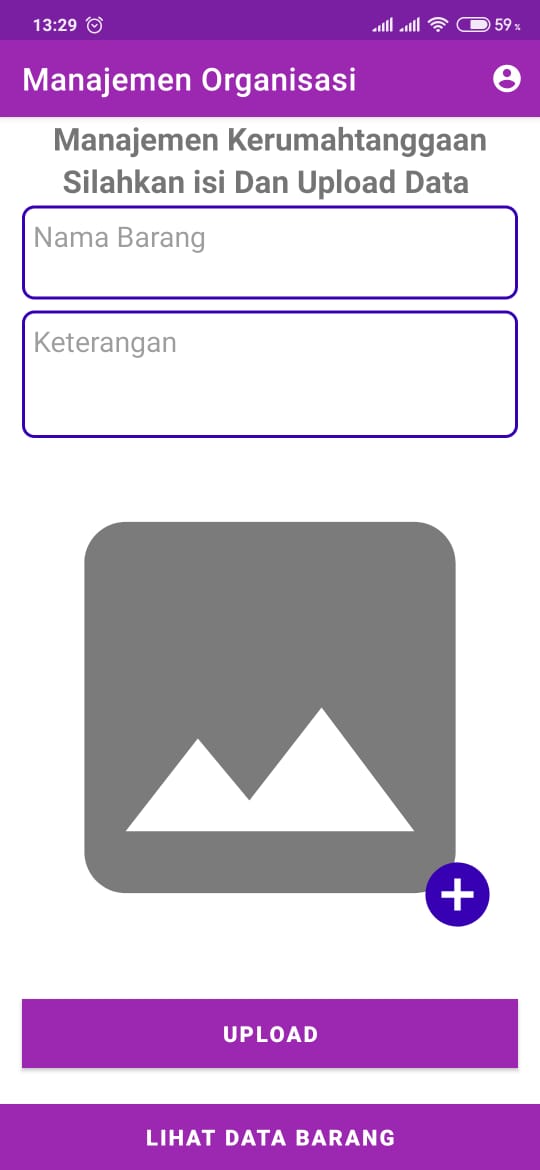 13:29 59%
Manajemen Organisasi
Manajemen Kerumahtanggaan
Silahkan isi Dan Upload Data
Nama Barang
Keterangan
UPLOAD
LIHAT DATA BARANG